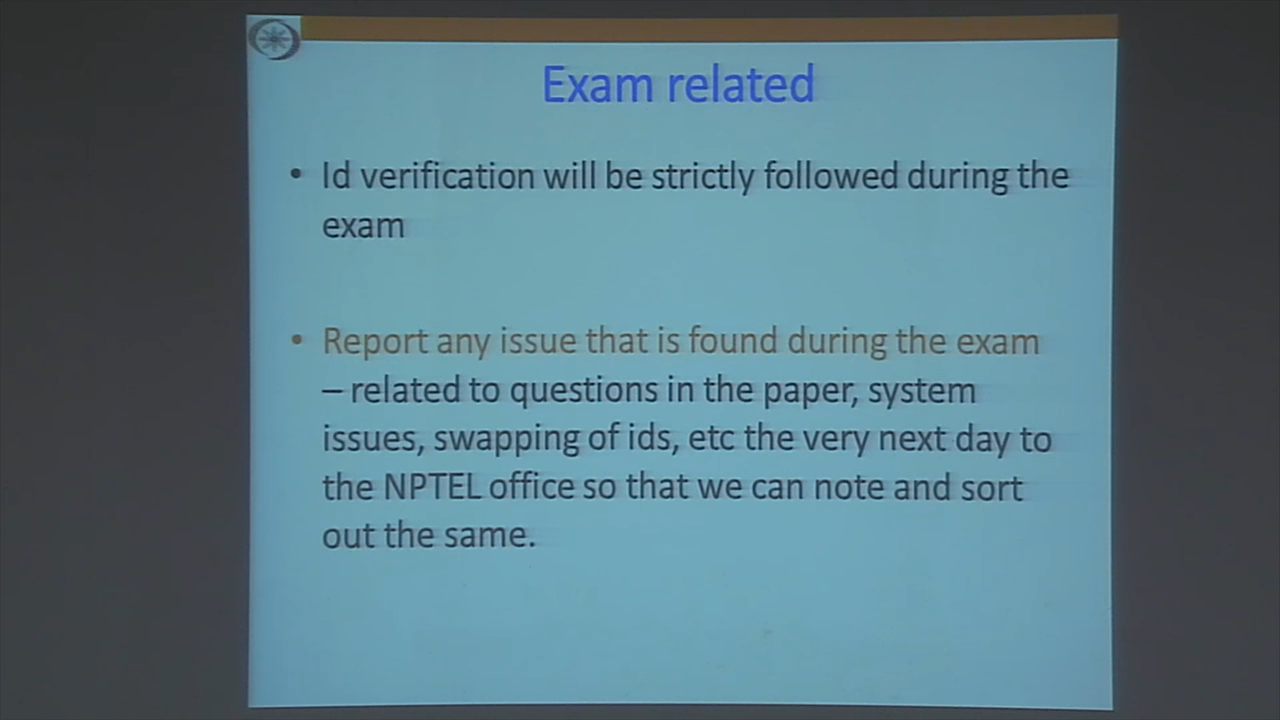 Exam related
• Id verification will be strictly followed during the
exam
• Report any issue that is found during the exam
– related to questions in the paper, system
issues, swapping of ids, etc the very next day to
the NPTEL office so that we can note and sort
out the same.